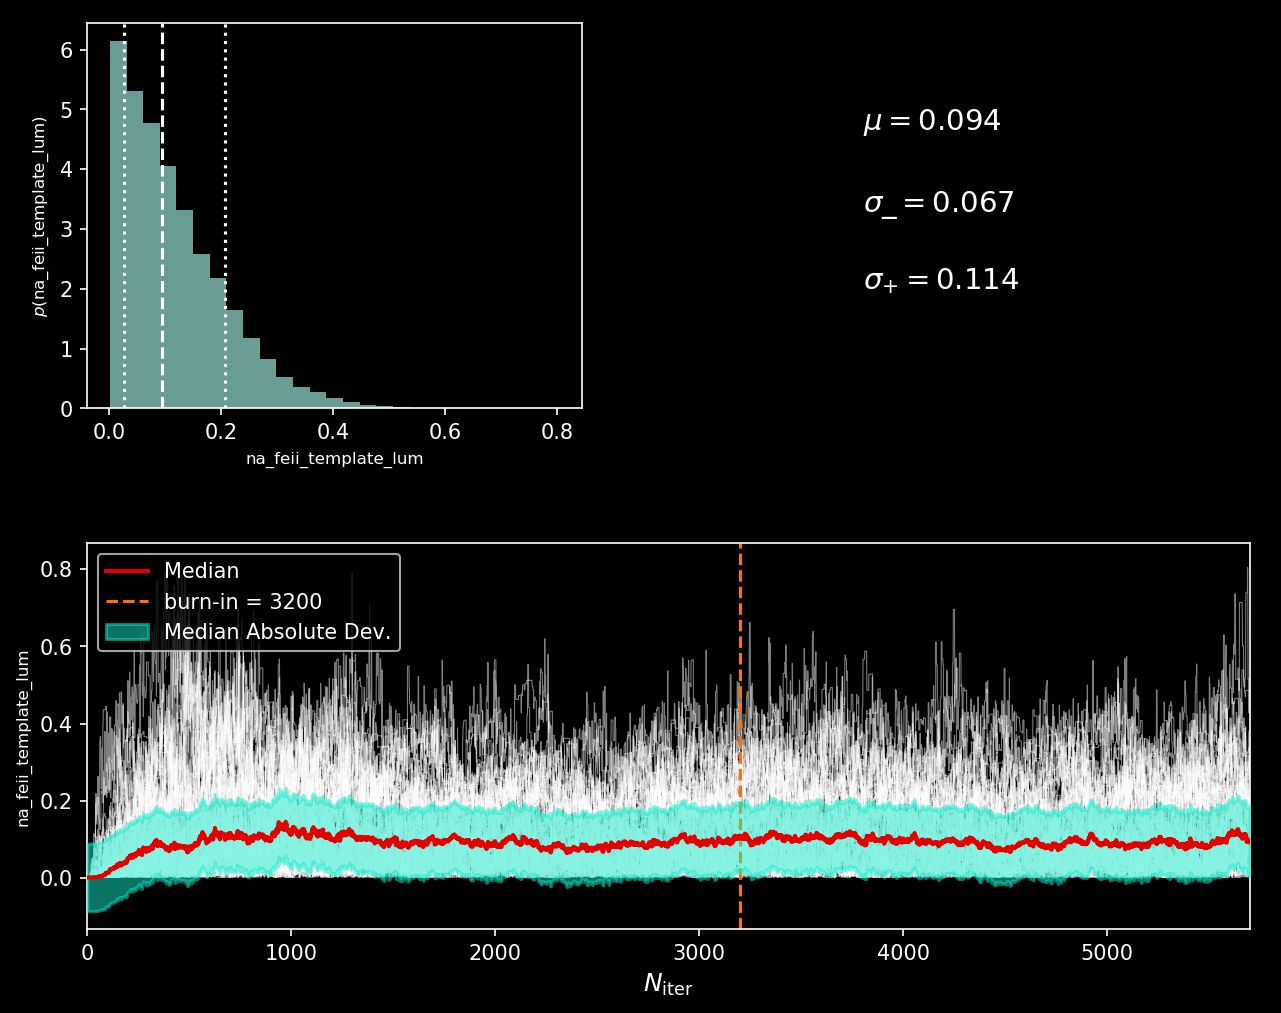 6
5
4
3
2
1
0
p(na_feii_template_lum)
0.0 0.2 0.4 0.6 0.8
na_feii_template_lum
μ = 0.094
σ₋ = 0.067
σ₊ = 0.114
Median
burn-in = 3200
Median Absolute Dev.
0.8
0.6
0.4
0.2
0.0
na_feii_template_lum
0 1000 2000 3000 4000 5000
N_iter